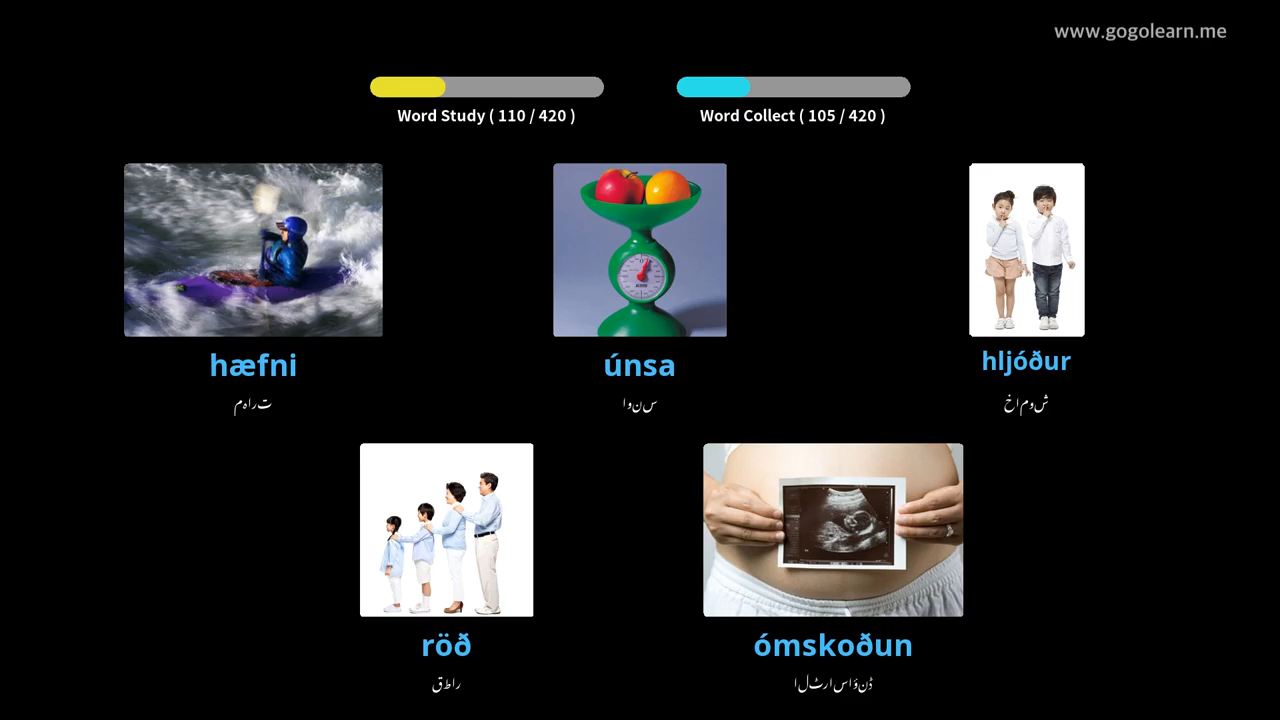 www.gogolearn.me
Word Study ( 110 / 420 )
Word Collect ( 105 / 420 )
hæfni
مہارت
únsa
اونس
hljóður
خاموش
röð
قطار
ómskoðun
الٹراساؤنڈ